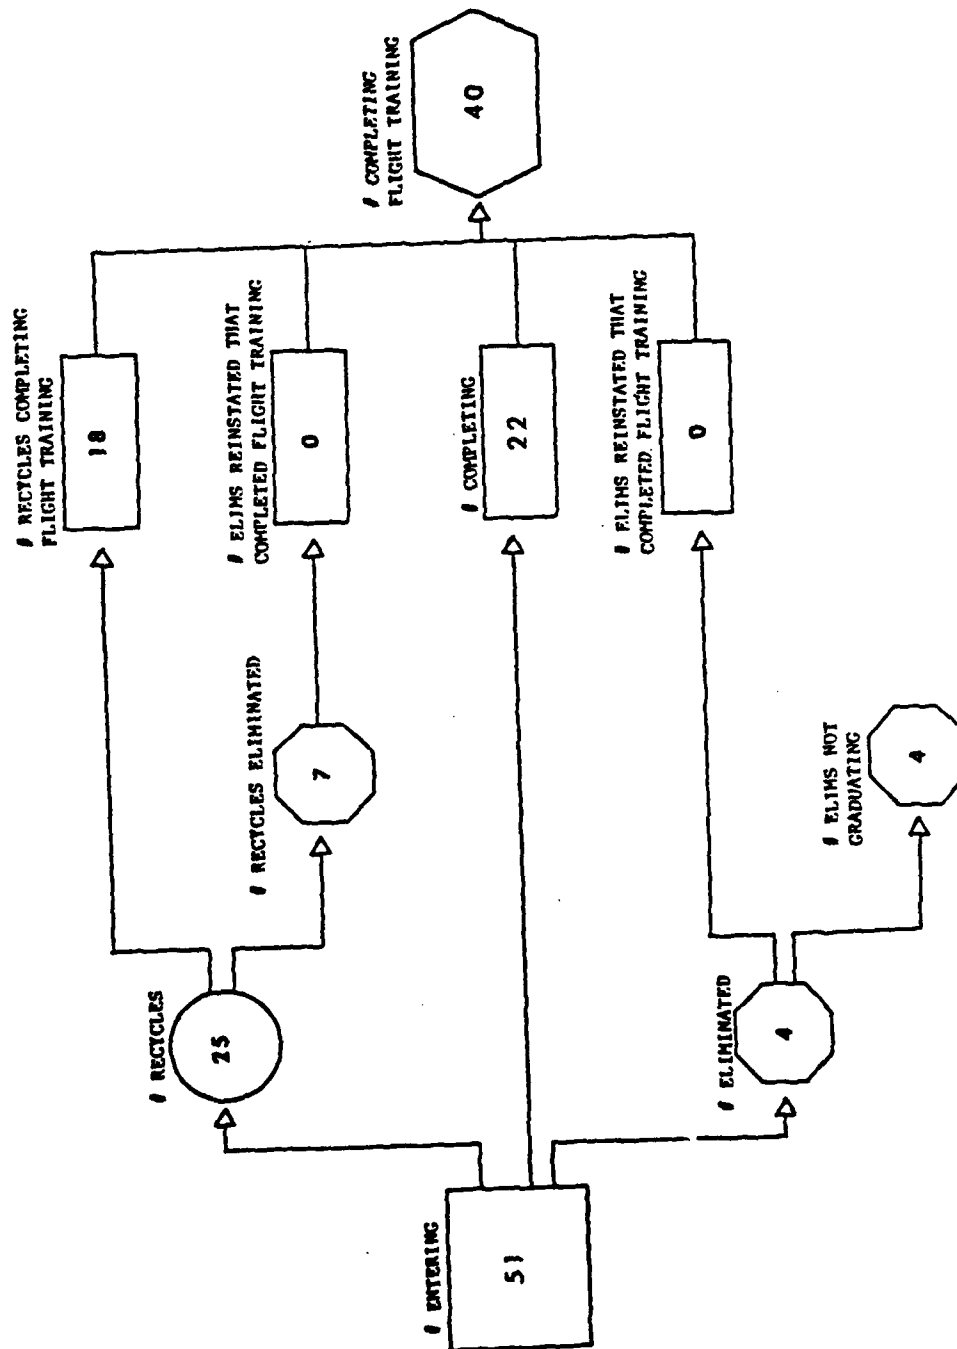 # ENTERING
51
# RECYCLES
25
# ELIMINATED
4
# RECYCLES ELIMINATED
7
# ELIMS NOT
GRADUATING
4
# RECYCLES COMPLETING
FLIGHT TRAINING
18
# ELIMS REINSTATED THAT
COMPLETED FLIGHT TRAINING
0
# COMPLETING
22
# ELIMS REINSTATED THAT
COMPLETED FLIGHT TRAINING
0
# COMPLETING
FLIGHT TRAINING
40